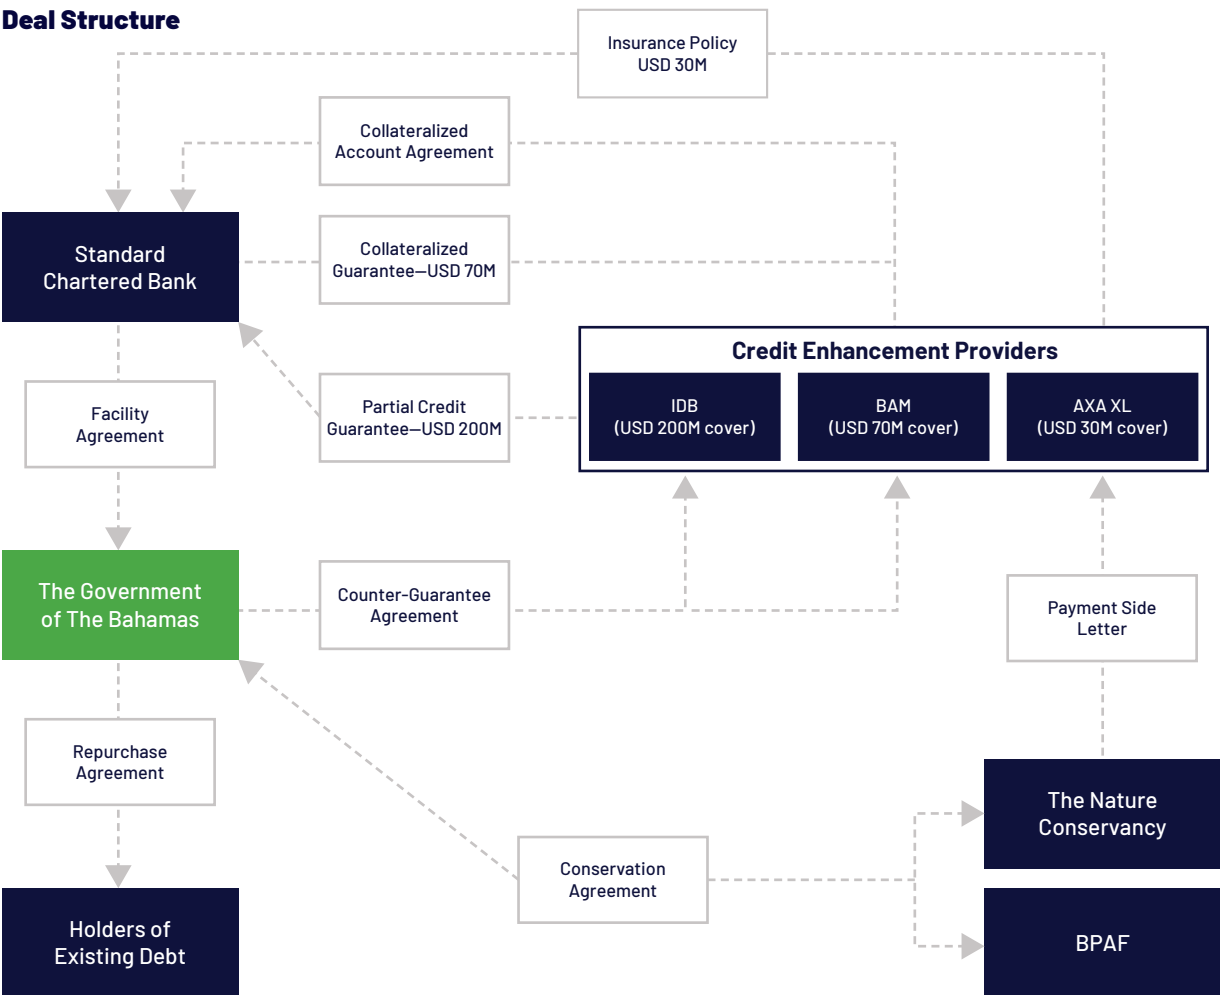 Deal Structure
Insurance Policy
USD 30M
Collateralized
Account Agreement
Standard
Chartered Bank
Collateralized
Guarantee—USD 70M
Credit Enhancement Providers
IDB
(USD 200M cover)
BAM
(USD 70M cover)
AXA XL
(USD 30M cover)
Partial Credit
Guarantee—USD 200M
Facility
Agreement
The Government
of The Bahamas
Counter-Guarantee
Agreement
Payment Side
Letter
Repurchase
Agreement
The Nature
Conservancy
Conservation
Agreement
Holders of
Existing Debt
BPAF